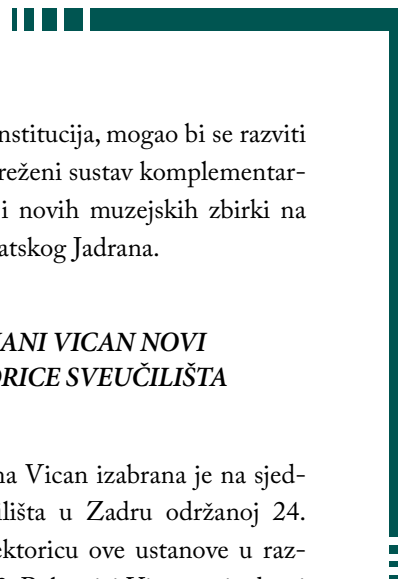 nstitucija, mogao bi se razviti
reženi sustav komplementar-
i novih muzejskih zbirki na
atskog Jadrana.
ANI VICAN NOVI
ORICE SVEUČILIŠTA
na Vican izabrana je na sjed-
ilišta u Zadru održanoj 24.
ektoricu ove ustanove u raz-